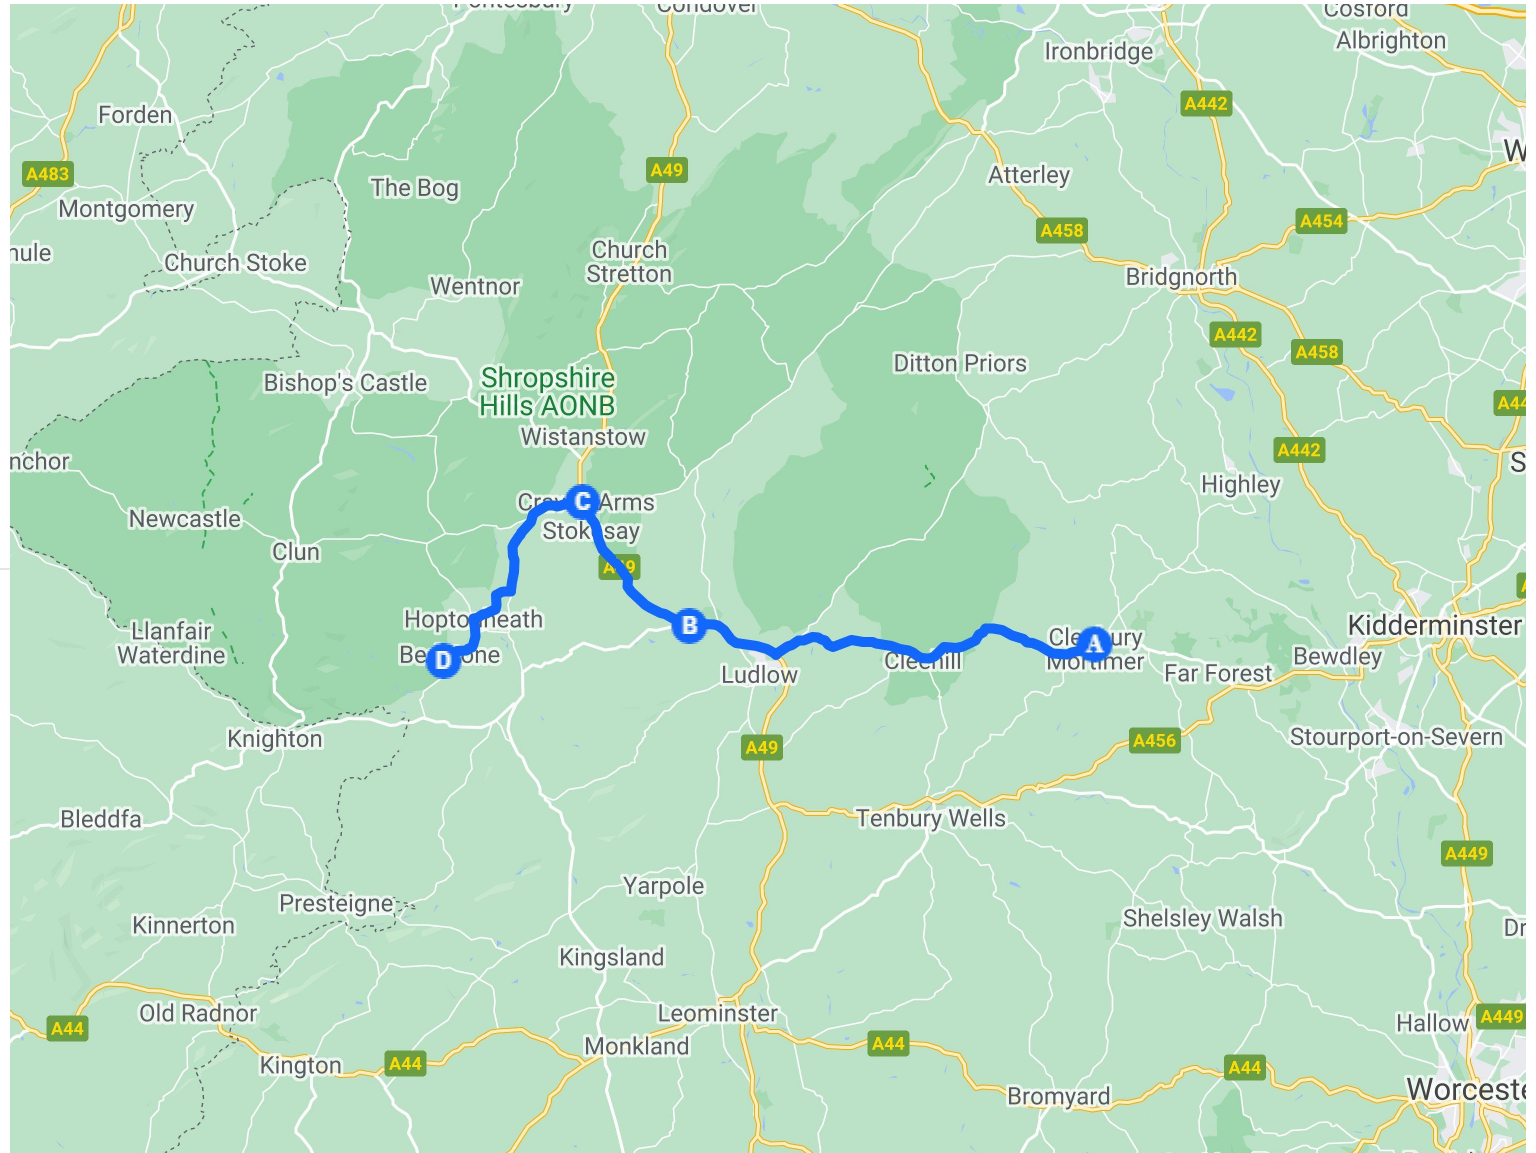 Condover
Cosford
Albrighton
Ironbridge
A442
Forden
A483
A49
The Bog
Atterley
Montgomery
A458
A454
Church
Stretton
Church Stoke
Wentnor
Bridgnorth
A442
A458
Ditton Priors
Shropshire
Hills AONB
Bishop's Castle
Wistanstow
A442
Highley
C
Arms
Newcastle
Clun
Llanfair
Waterdine
B
D
Ludlow
A
Mortimer
Kidderminster
Bewdley
Far Forest
Knighton
A49
A456
Stourport-on-Severn
Bleddfa
Tenbury Wells
A449
Yarpole
Presteigne
Kinnerton
Shelsley Walsh
Kingsland
Old Radnor
Leominster
A44
Hallow
A449
Monkland
A44
Kington
A44
A44
Bromyard